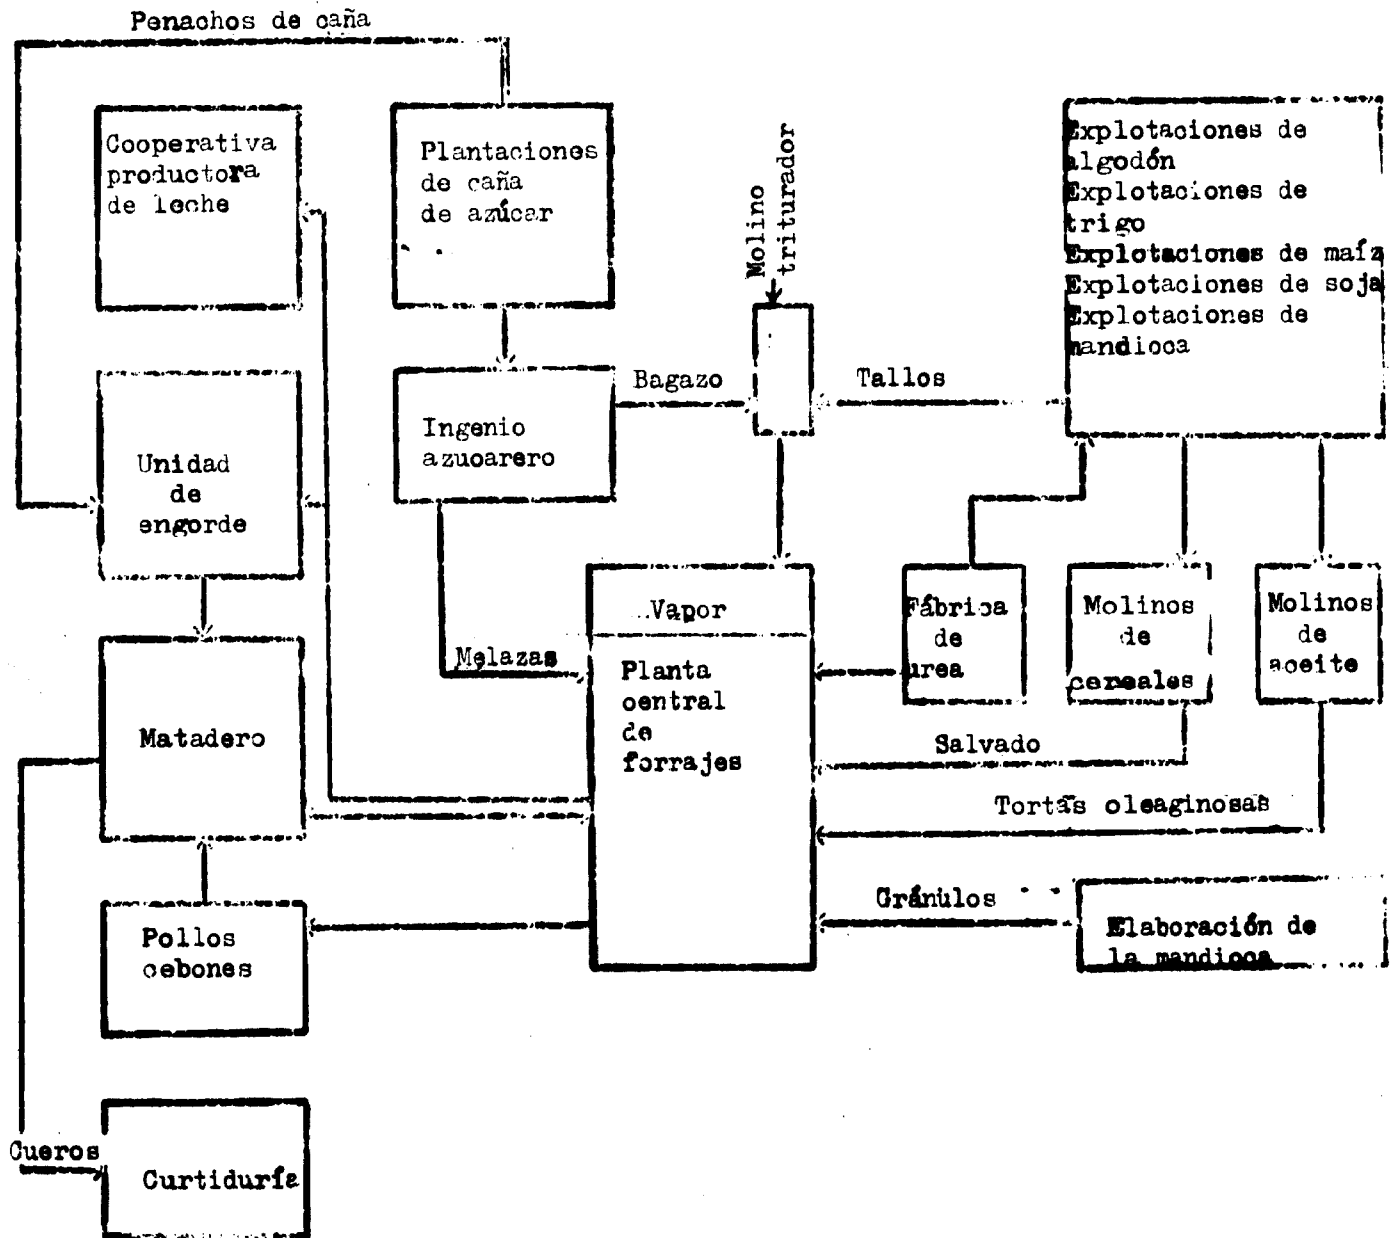 Penachos de caña
Cooperativa
productora
de leche
Plantaciones
de caña
de azúcar
Molino
triturador
Explotaciones de
algodón
Explotaciones de
trigo
Explotaciones de maíz
Explotaciones de soja
Explotaciones de
mandioca
Bagazo
Tallos
Unidad
de
engorde
Ingenio
azucarero
Vapor
Fábrica
de
urea
Molinos
de
cereales
Molinos
de
aceite
Melazas
Planta
central
de
forrajes
Matadero
Salvado
Tortas oleaginosas
Gránulos
Elaboración de
la mandioca
Pollos
cebones
Cueros
Curtiduría